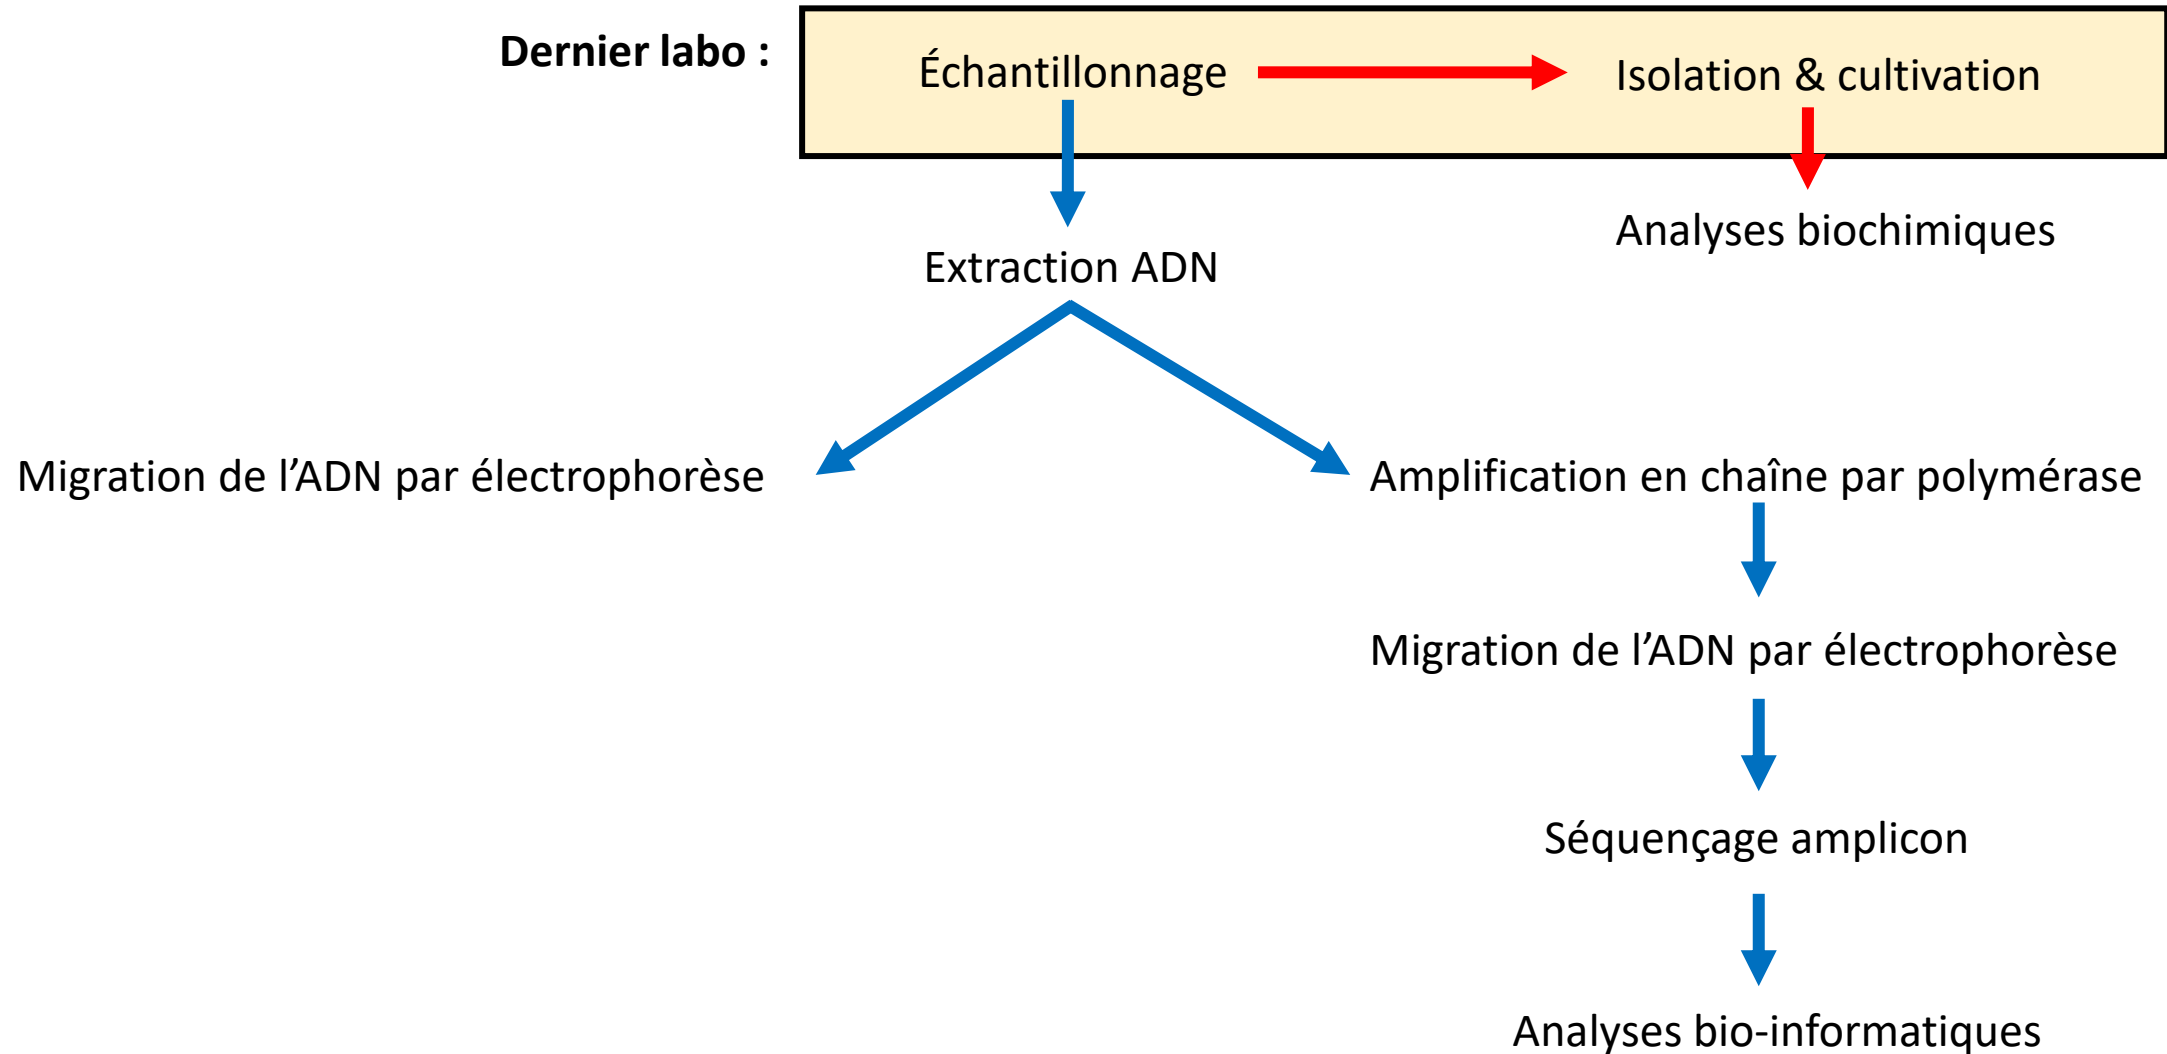 Dernier labo :
Échantillonnage
Isolation & cultivation
Analyses biochimiques
Extraction ADN
Migration de l’ADN par électrophorèse
Amplification en chaîne par polymérase
Migration de l’ADN par électrophorèse
Séquençage amplicon
Analyses bio-informatiques